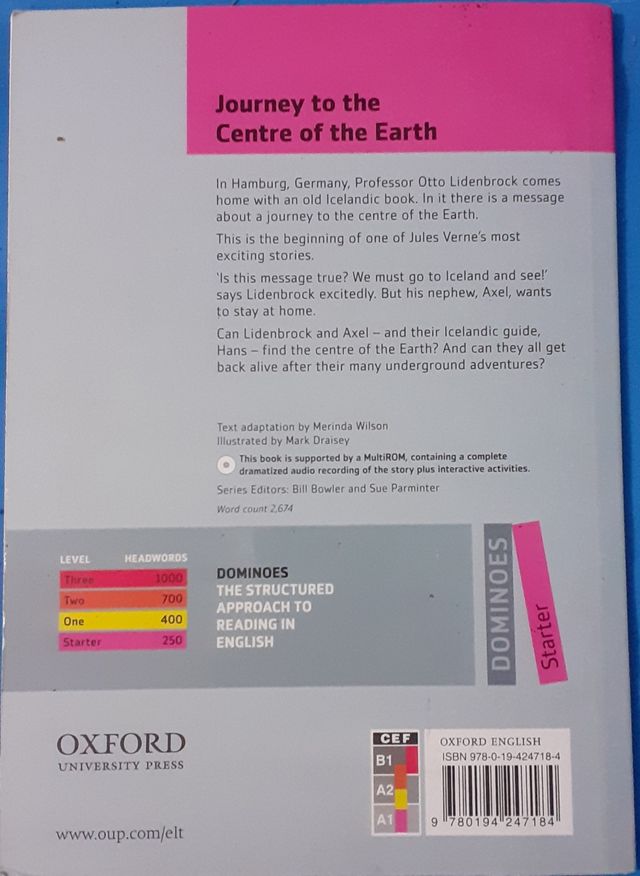 Journey to the
Centre of the Earth
In Hamburg, Germany, Professor Otto Lidenbrock comes
home with an old Icelandic book. In it there is a message
about a journey to the centre of the Earth.
This is the beginning of one of Jules Verne's most
exciting stories.
'Is this message true? We must go to Iceland and see!'
says Lidenbrock excitedly. But his nephew, Axel, wants
to stay at home.
Can Lidenbrock and Axel – and their Icelandic guide,
Hans – find the centre of the Earth? And can they all get
back alive after their many underground adventures?
Text adaptation by Merinda Wilson
Illustrated by Mark Draisey
This book is supported by a MultiROM, containing a complete
dramatized audio recording of the story plus interactive activities.
Series Editors: Bill Bowler and Sue Parminter
Word count 2,674
LEVEL HEADWORDS
Three 1000
Two 700
One 400
Starter 250
DOMINOES
THE STRUCTURED
APPROACH TO
READING IN
ENGLISH
DOMINOES
Starter
OXFORD
UNIVERSITY PRESS
www.oup.com/elt
CEF
B1
A2
A1
OXFORD ENGLISH
ISBN 978-0-19-424718-4
9 780194 247184